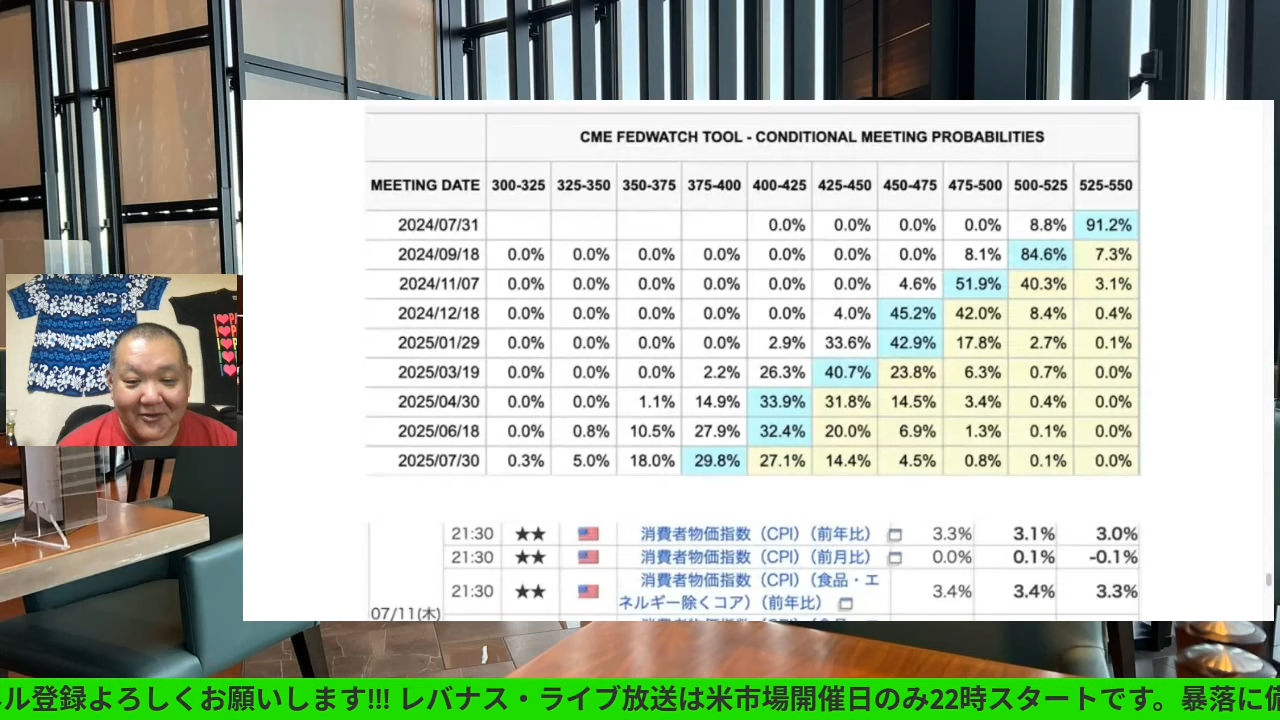 CME FEDWATCH TOOL - CONDITIONAL MEETING PROBABILITIES
MEETING DATE 300-325 325-350 350-375 375-400 400-425 425-450 450-475 475-500 500-525 525-550
2024/07/31 0.0% 0.0% 0.0% 0.0% 8.8% 91.2%
2024/09/18 0.0% 0.0% 0.0% 0.0% 0.0% 0.0% 0.0% 8.1% 84.6% 7.3%
2024/11/07 0.0% 0.0% 0.0% 0.0% 0.0% 0.0% 4.6% 51.9% 40.3% 3.1%
2024/12/18 0.0% 0.0% 0.0% 0.0% 0.0% 4.0% 45.2% 42.0% 8.4% 0.4%
2025/01/29 0.0% 0.0% 0.0% 0.0% 2.9% 33.6% 42.9% 17.8% 2.7% 0.1%
2025/03/19 0.0% 0.0% 0.0% 2.2% 26.3% 40.7% 23.8% 6.3% 0.7% 0.0%
2025/04/30 0.0% 0.0% 1.1% 14.9% 33.9% 31.8% 14.5% 3.4% 0.4% 0.0%
2025/06/18 0.0% 0.8% 10.5% 27.9% 32.4% 20.0% 6.9% 1.3% 0.1% 0.0%
2025/07/30 0.3% 5.0% 18.0% 29.8% 27.1% 14.4% 4.5% 0.8% 0.1% 0.0%
21:30 ★★ 消費者物価指数（CPI）（前年比） 3.3% 3.1% 3.0%
21:30 ★★ 消費者物価指数（CPI）（前月比） 0.0% 0.1% -0.1%
21:30 ★★ 消費者物価指数（CPI）（食品・エ
ネルギー除くコア）（前年比） 3.4% 3.4% 3.3%
07/11(木)
ル登録よろしくお願いします!!! レバナス・ライブ放送は米市場開催日のみ22時スタートです。暴落に